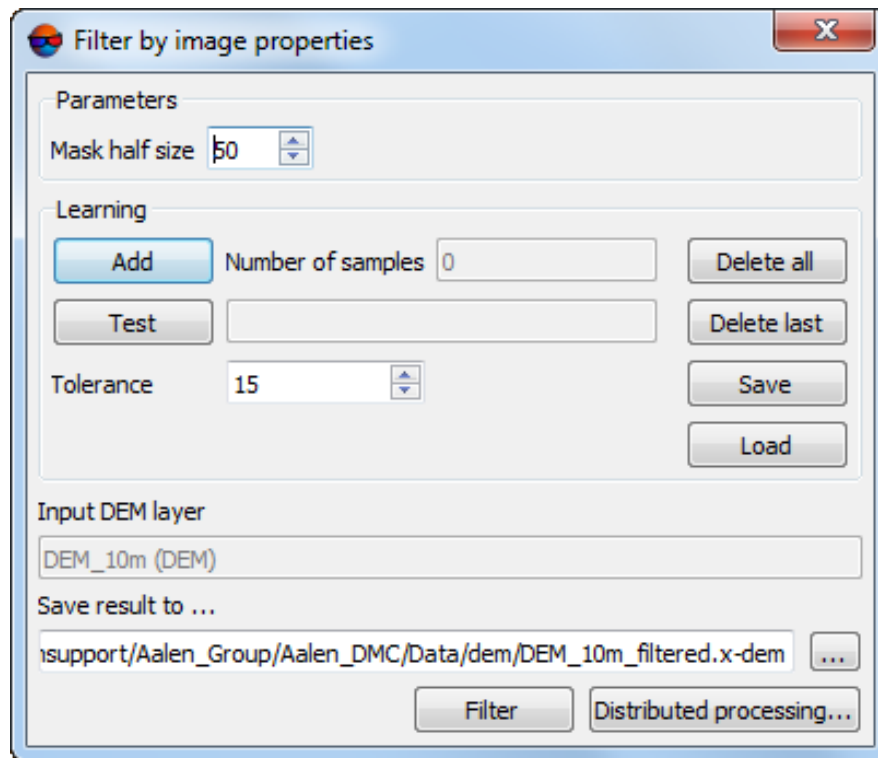 Filter by image properties
Parameters
Mask half size 50
Learning
Add Number of samples 0 Delete all
Test Delete last
Tolerance 15 Save
Load
Input DEM layer
DEM_10m (DEM)
Save result to ...
nsupport/Aalen_Group/Aalen_DMC/Data/dem/DEM_10m_filtered.x-dem ...
Filter Distributed processing...